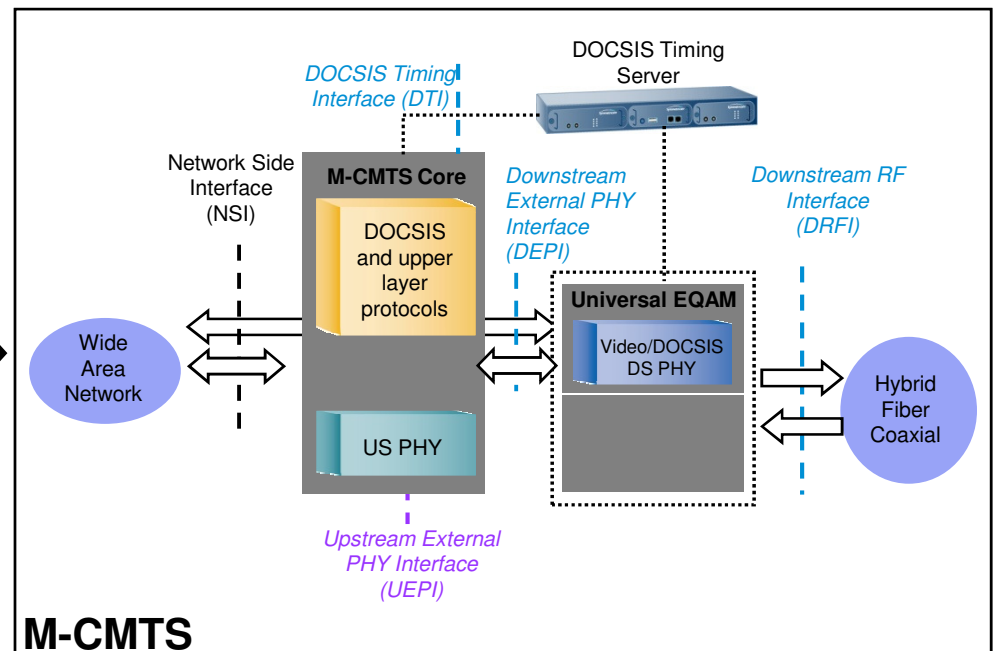 DOCSIS Timing
Server
DOCSIS Timing
Interface (DTI)
Network Side
Interface
(NSI)
M-CMTS Core
DOCSIS
and upper
layer
protocols
Downstream
External PHY
Interface
(DEPI)
Downstream RF
Interface
(DRFI)
Universal EQAM
Video/DOCSIS
DS PHY
Wide
Area
Network
Hybrid
Fiber
Coaxial
US PHY
Upstream External
PHY Interface
(UEPI)
M-CMTS